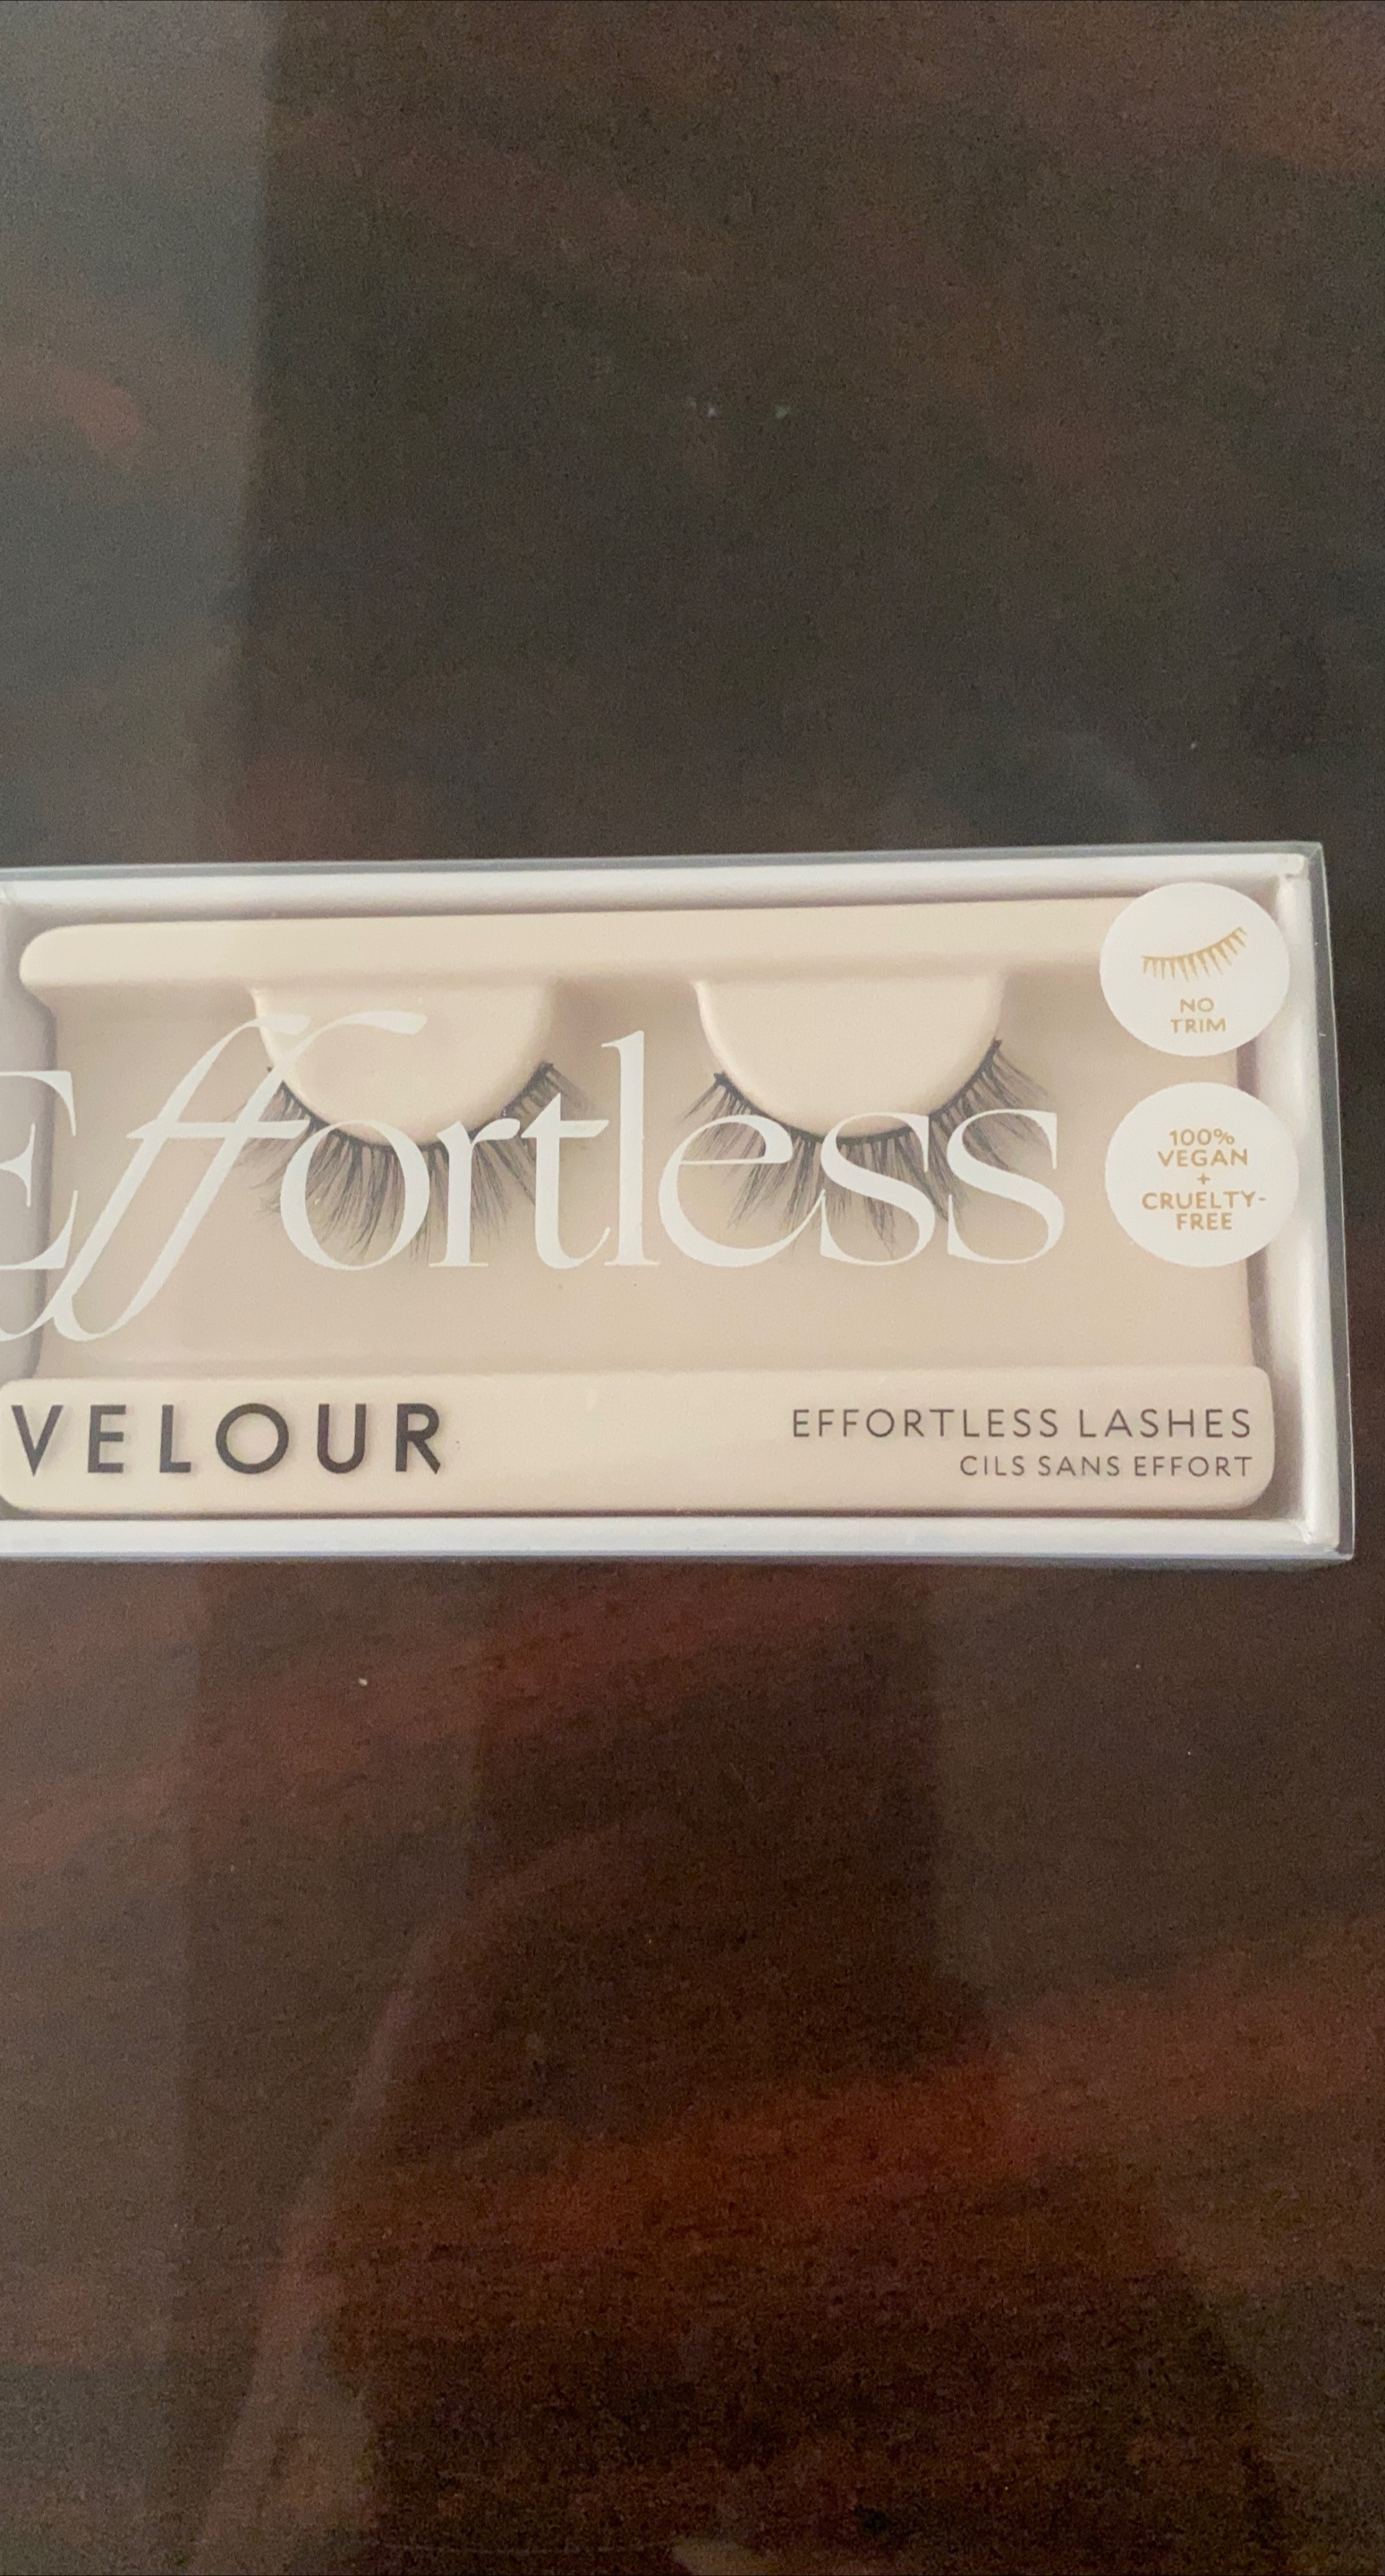 Effortless
NO
TRIM
100%
VEGAN
+
CRUELTY-
FREE
VELOUR
EFFORTLESS LASHES
CILS SANS EFFORT